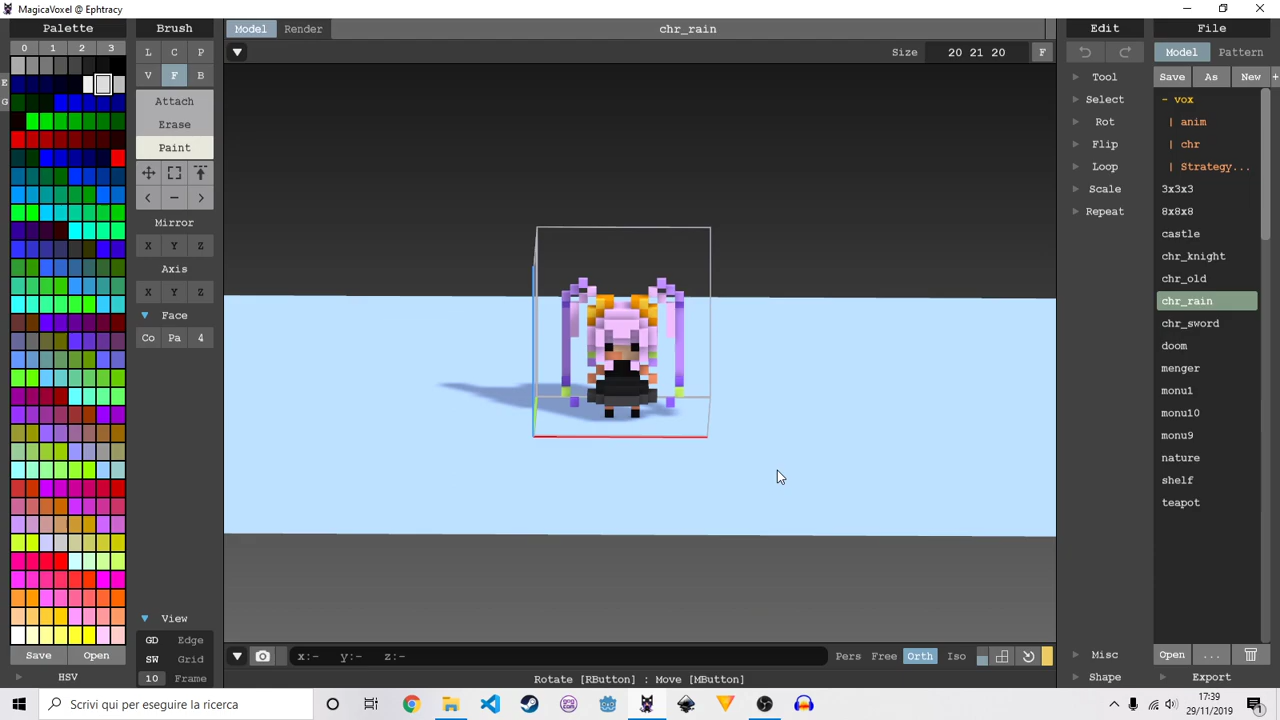 MagicaVoxel @ Ephtracy
Palette
Brush
Model
Render
chr_rain
Edit
File
0
1
2
3
L
C
P
Size
20 21 20
F
Model
Pattern
V
F
B
Tool
Save
As
New
+
E
Select
- vox
G
Attach
Rot
| anim
Erase
Flip
| chr
Paint
Loop
| Strategy...
Scale
3x3x3
<
-
>
Repeat
8x8x8
Mirror
castle
X
Y
Z
chr_knight
Axis
chr_old
X
Y
Z
chr_rain
Face
chr_sword
Co
Pa
4
doom
menger
monu1
monu10
monu9
nature
shelf
teapot
View
GD
Edge
Save
Open
SW
Grid
x:-
y:-
z:-
Pers
Free
Orth
Iso
Misc
Open
...
HSV
10
Frame
Rotate [RButton] : Move [MButton]
Shape
Export
Scrivi qui per eseguire la ricerca
17:39
29/11/2019
1